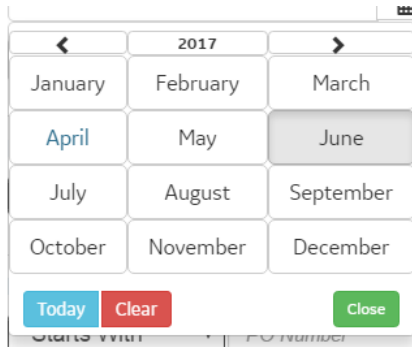 2017
January February March
April May June
July August September
October November December
Today Clear Close
Starts With PO Number